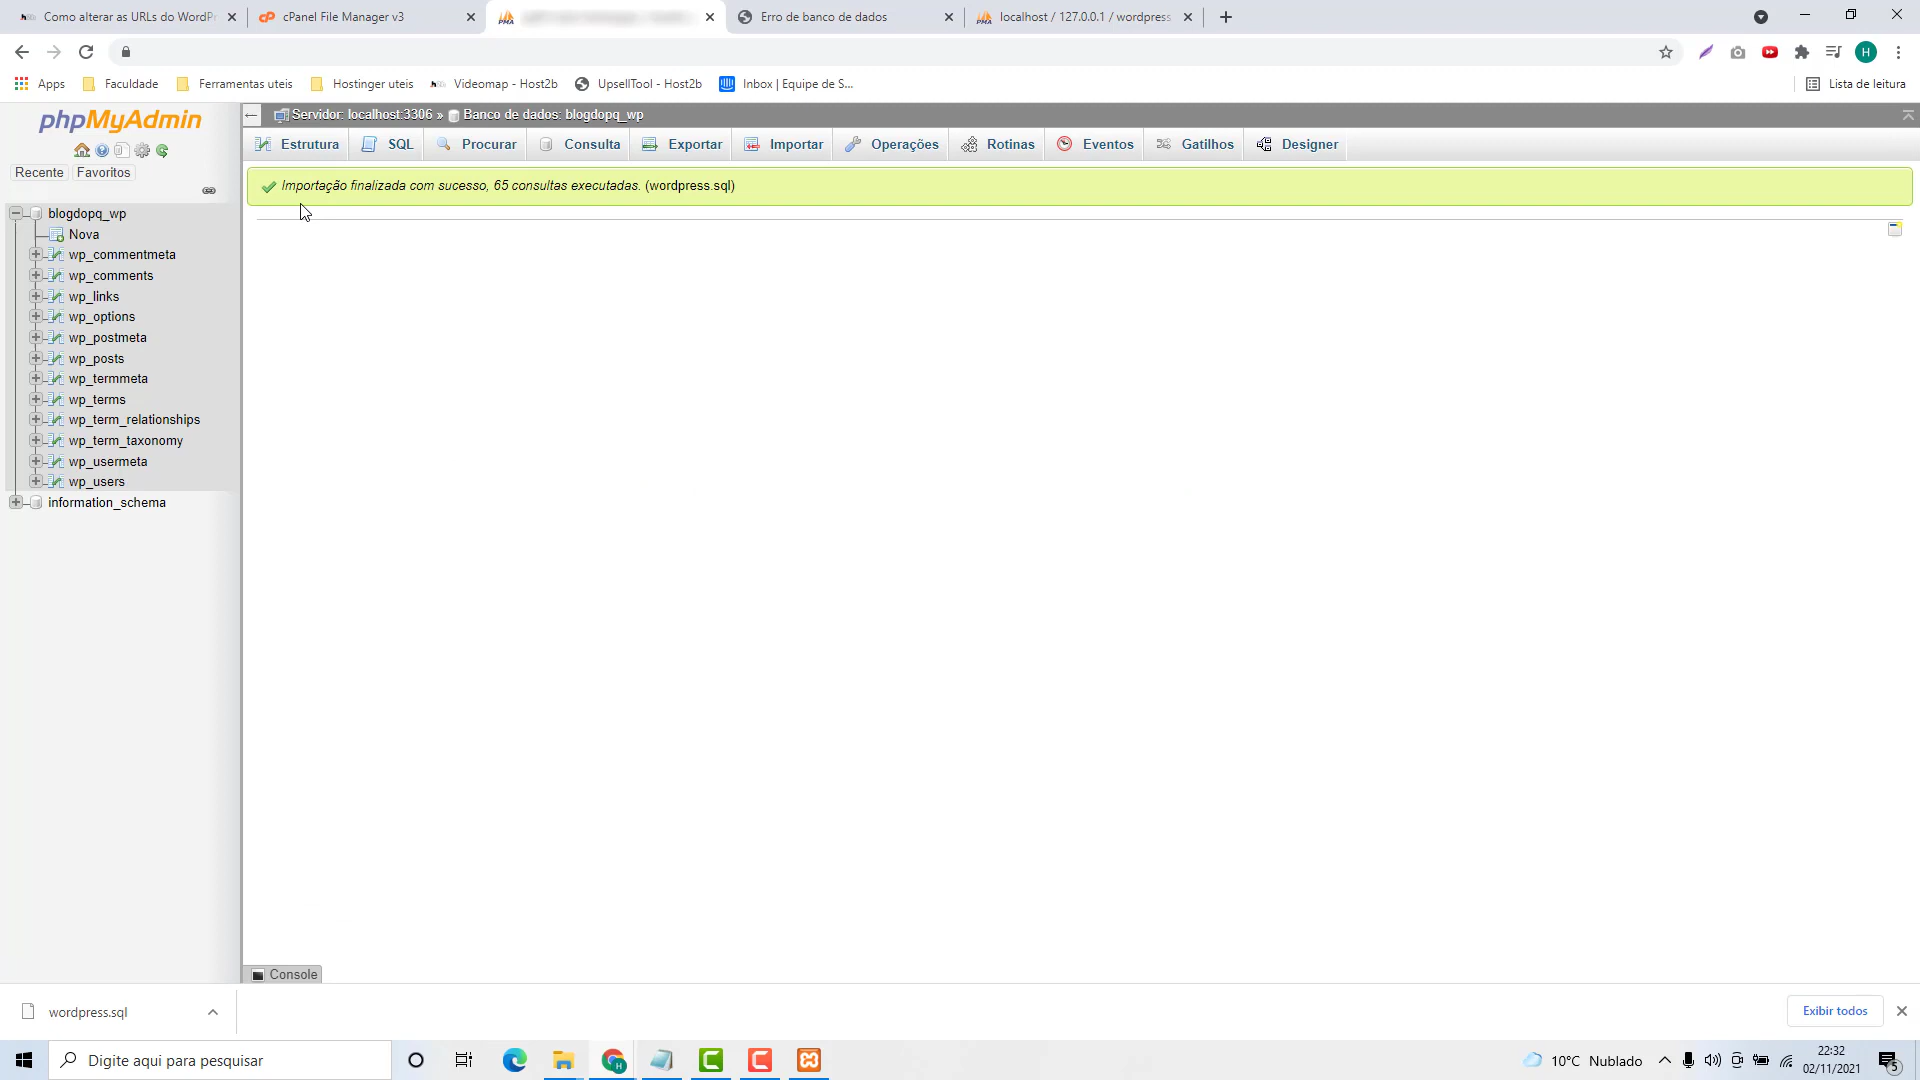 Como alterar as URLs do WordPr
cPanel File Manager v3
Erro de banco de dados
localhost / 127.0.0.1 / wordpress
Apps
Faculdade
Ferramentas uteis
Hostinger uteis
Videomap - Host2b
UpsellTool - Host2b
Inbox | Equipe de S...
Lista de leitura
phpMyAdmin
Recente
Favoritos
blogdopq_wp
Nova
wp_commentmeta
wp_comments
wp_links
wp_options
wp_postmeta
wp_posts
wp_termmeta
wp_terms
wp_term_relationships
wp_term_taxonomy
wp_usermeta
wp_users
information_schema
Servidor: localhost:3306 » Banco de dados: blogdopq_wp
Estrutura
SQL
Procurar
Consulta
Exportar
Importar
Operações
Rotinas
Eventos
Gatilhos
Designer
Importação finalizada com sucesso, 65 consultas executadas. (wordpress.sql)
Console
wordpress.sql
Exibir todos
Digite aqui para pesquisar
10°C Nublado
22:32
02/11/2021
5